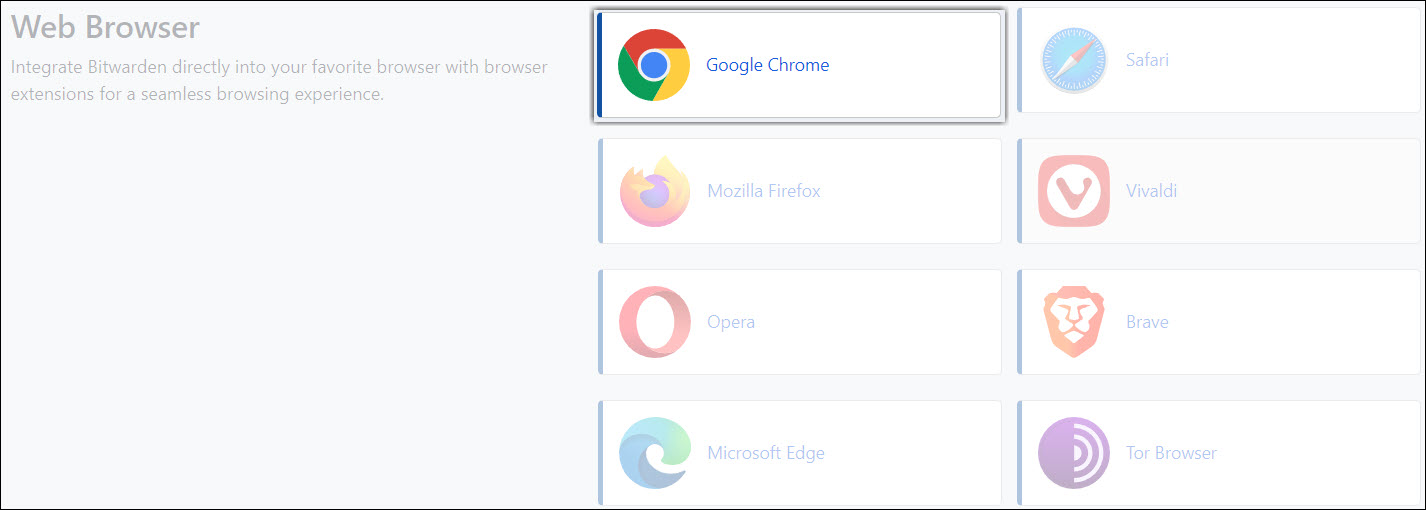 Web Browser
Integrate Bitwarden directly into your favorite browser with browser
extensions for a seamless browsing experience.
Google Chrome
Safari
Mozilla Firefox
Vivaldi
Opera
Brave
Microsoft Edge
Tor Browser